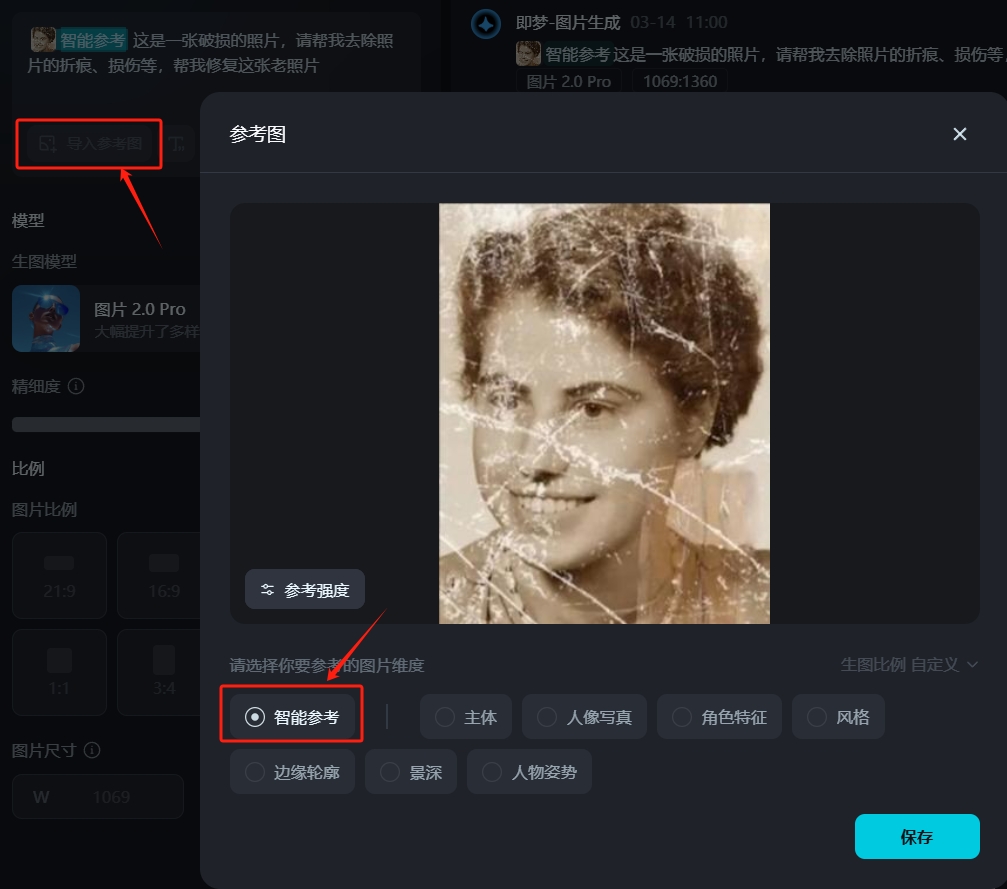 智能参考 这是一张破损的照片，请帮我去除照
片的折痕、损伤等，帮我修复这张老照片
导入参考图
模型
生图模型
图片 2.0 Pro
大幅提升了多样
精细度
比例
图片比例
21:9
16:9
1:1
3:4
图片尺寸
W 1069
即梦-图片生成 03-14 11:00
智能参考 这是一张破损的照片，请帮我去除照片的折痕、损伤等,
图片 2.0 Pro 1069:1360
参考图
参考强度
请选择你要参考的图片维度
生图比例 自定义
智能参考 主体 人像写真 角色特征 风格
边缘轮廓 景深 人物姿势
保存